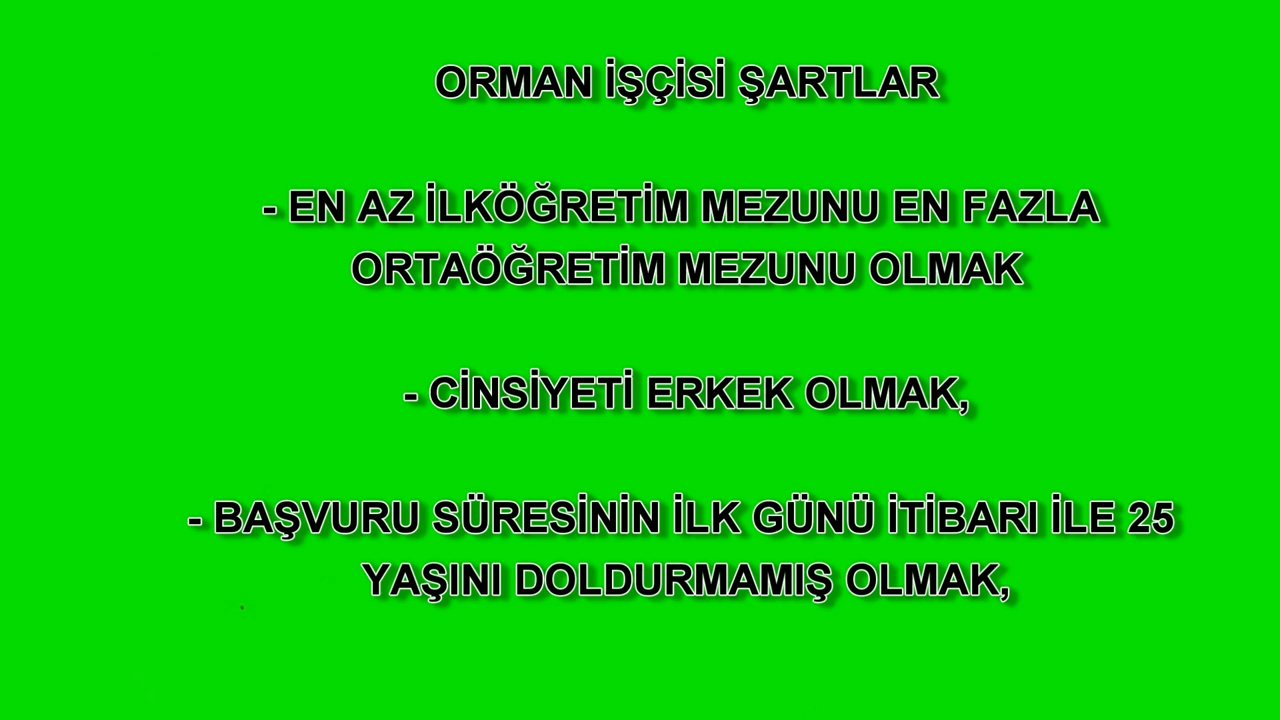 ORMAN İŞÇİSİ ŞARTLAR
- EN AZ İLKÖĞRETİM MEZUNU EN FAZLA
ORTAÖĞRETİM MEZUNU OLMAK
- CİNSİYETİ ERKEK OLMAK,
- BAŞVURU SÜRESİNİN İLK GÜNÜ İTİBARI İLE 25
YAŞINI DOLDURMAMIŞ OLMAK,